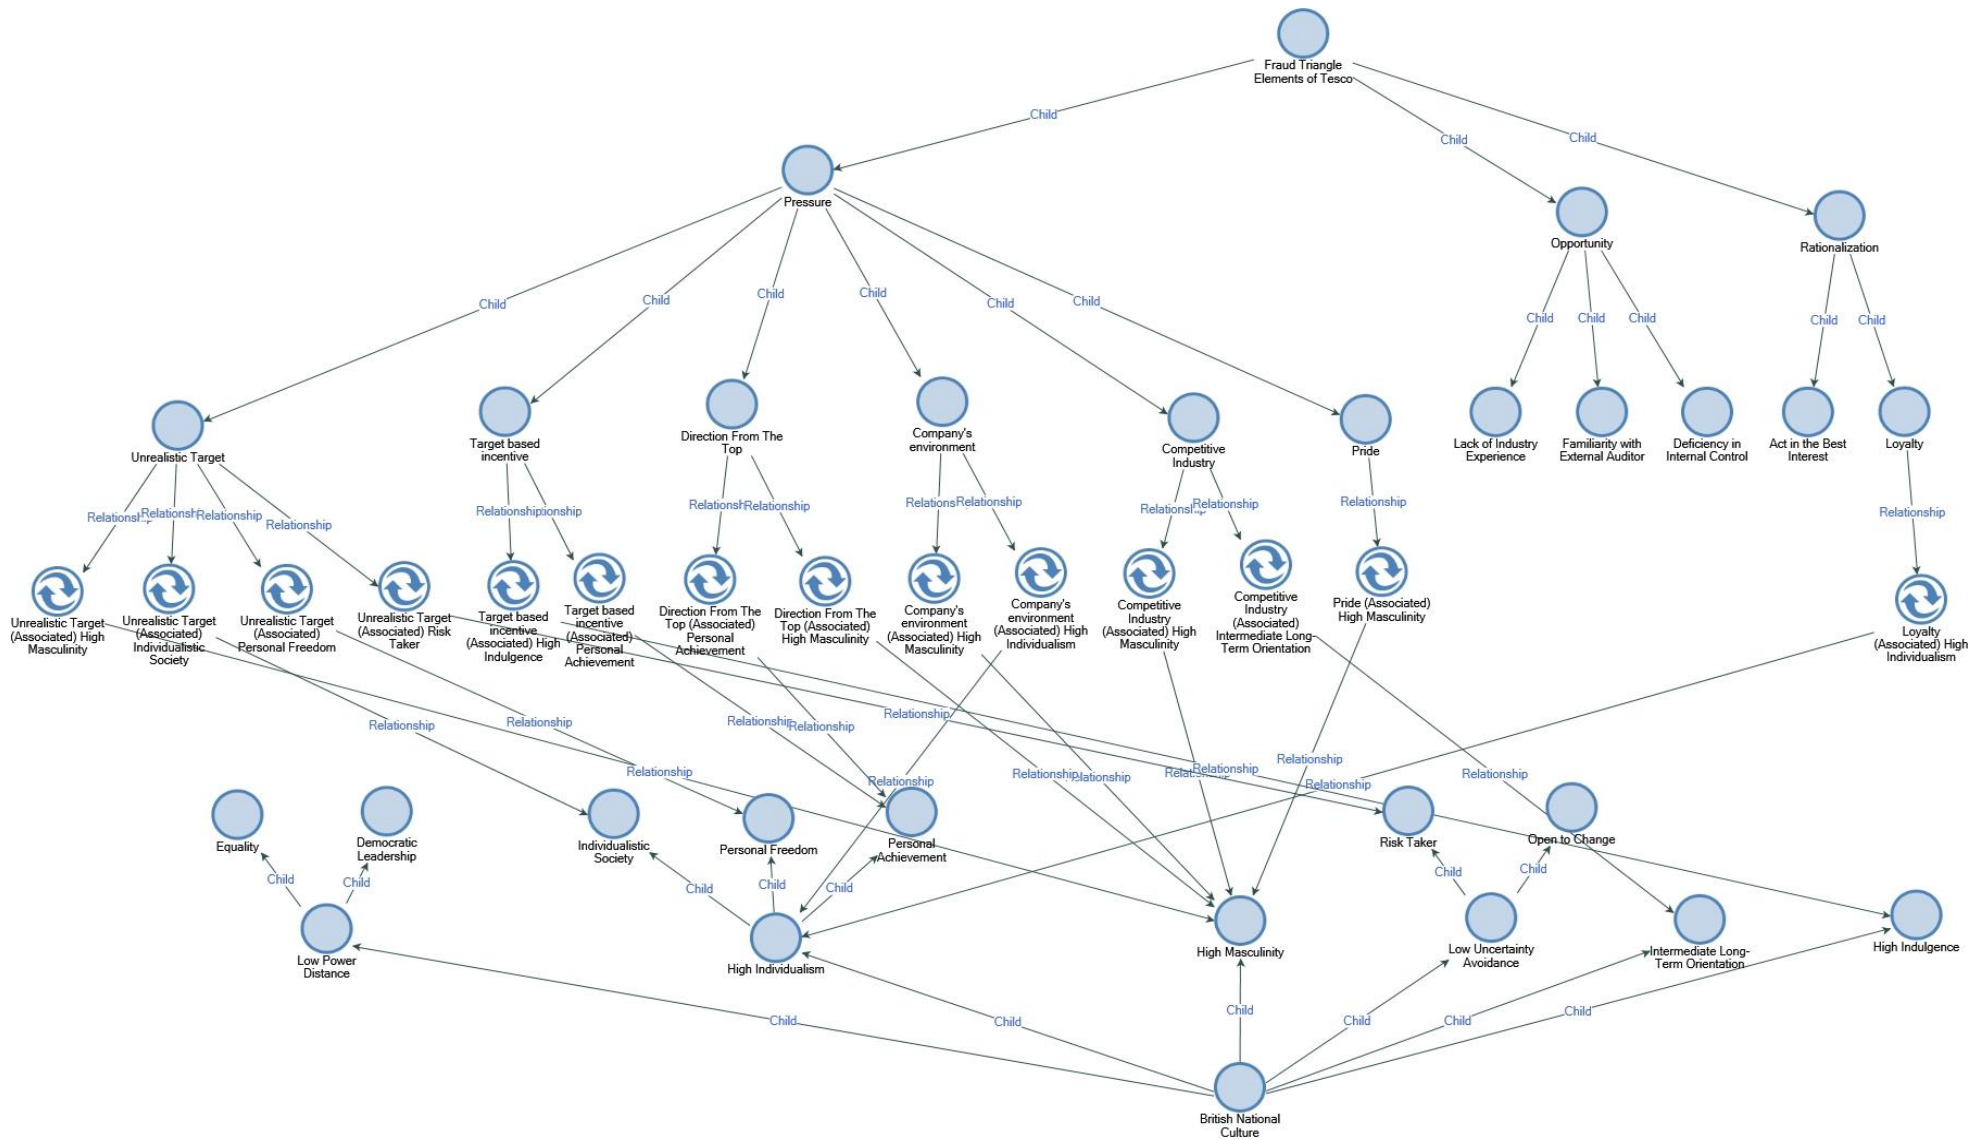 Fraud Triangle
Elements of Tesco
Child
Child
Child
Pressure
Opportunity
Rationalization
Child
Child
Child
Child
Child
Child
Child
Child
Child
Child
Child
Unrealistic Target
Target based
incentive
Direction From The
Top
Company's
environment
Competitive
Industry
Pride
Lack of Industry
Experience
Familiarity with
External Auditor
Deficiency in
Internal Control
Act in the Best
Interest
Loyalty
Relationship
Relationship
Relationship
Relationship
Relationship
Relationship
Relationship
Relationship
Relationship
Relationship
Relationship
Unrealistic Target
(Associated) High
Masculinity
Unrealistic Target
(Associated)
Individualistic
Society
Unrealistic Target
(Associated)
Personal Freedom
Unrealistic Target
(Associated) Risk
Taker
Target based
incentive
(Associated) High
Indulgence
Target based
incentive
(Associated)
Personal
Achievement
Direction From The
Top (Associated)
Personal
Achievement
Direction From The
Top (Associated)
High Masculinity
Company's
environment
(Associated) High
Masculinity
Company's
environment
(Associated) High
Individualism
Competitive
Industry
(Associated) High
Masculinity
Competitive
Industry
(Associated)
Intermediate Long-
Term Orientation
Pride (Associated)
High Masculinity
Loyalty
(Associated) High
Individualism
Relationship
Relationship
Relationship
Relationship
Relationship
Relationship
Relationship
Relationship
Relationship
Relationship
Relationship
Relationship
Equality
Democratic
Leadership
Individualistic
Society
Personal Freedom
Personal
Achievement
Risk Taker
Open to Change
Child
Child
Child
Child
Child
Child
Child
Low Power
Distance
High Individualism
High Masculinity
Low Uncertainty
Avoidance
Intermediate Long-
Term Orientation
High Indulgence
Child
Child
Child
Child
Child
Child
British National
Culture